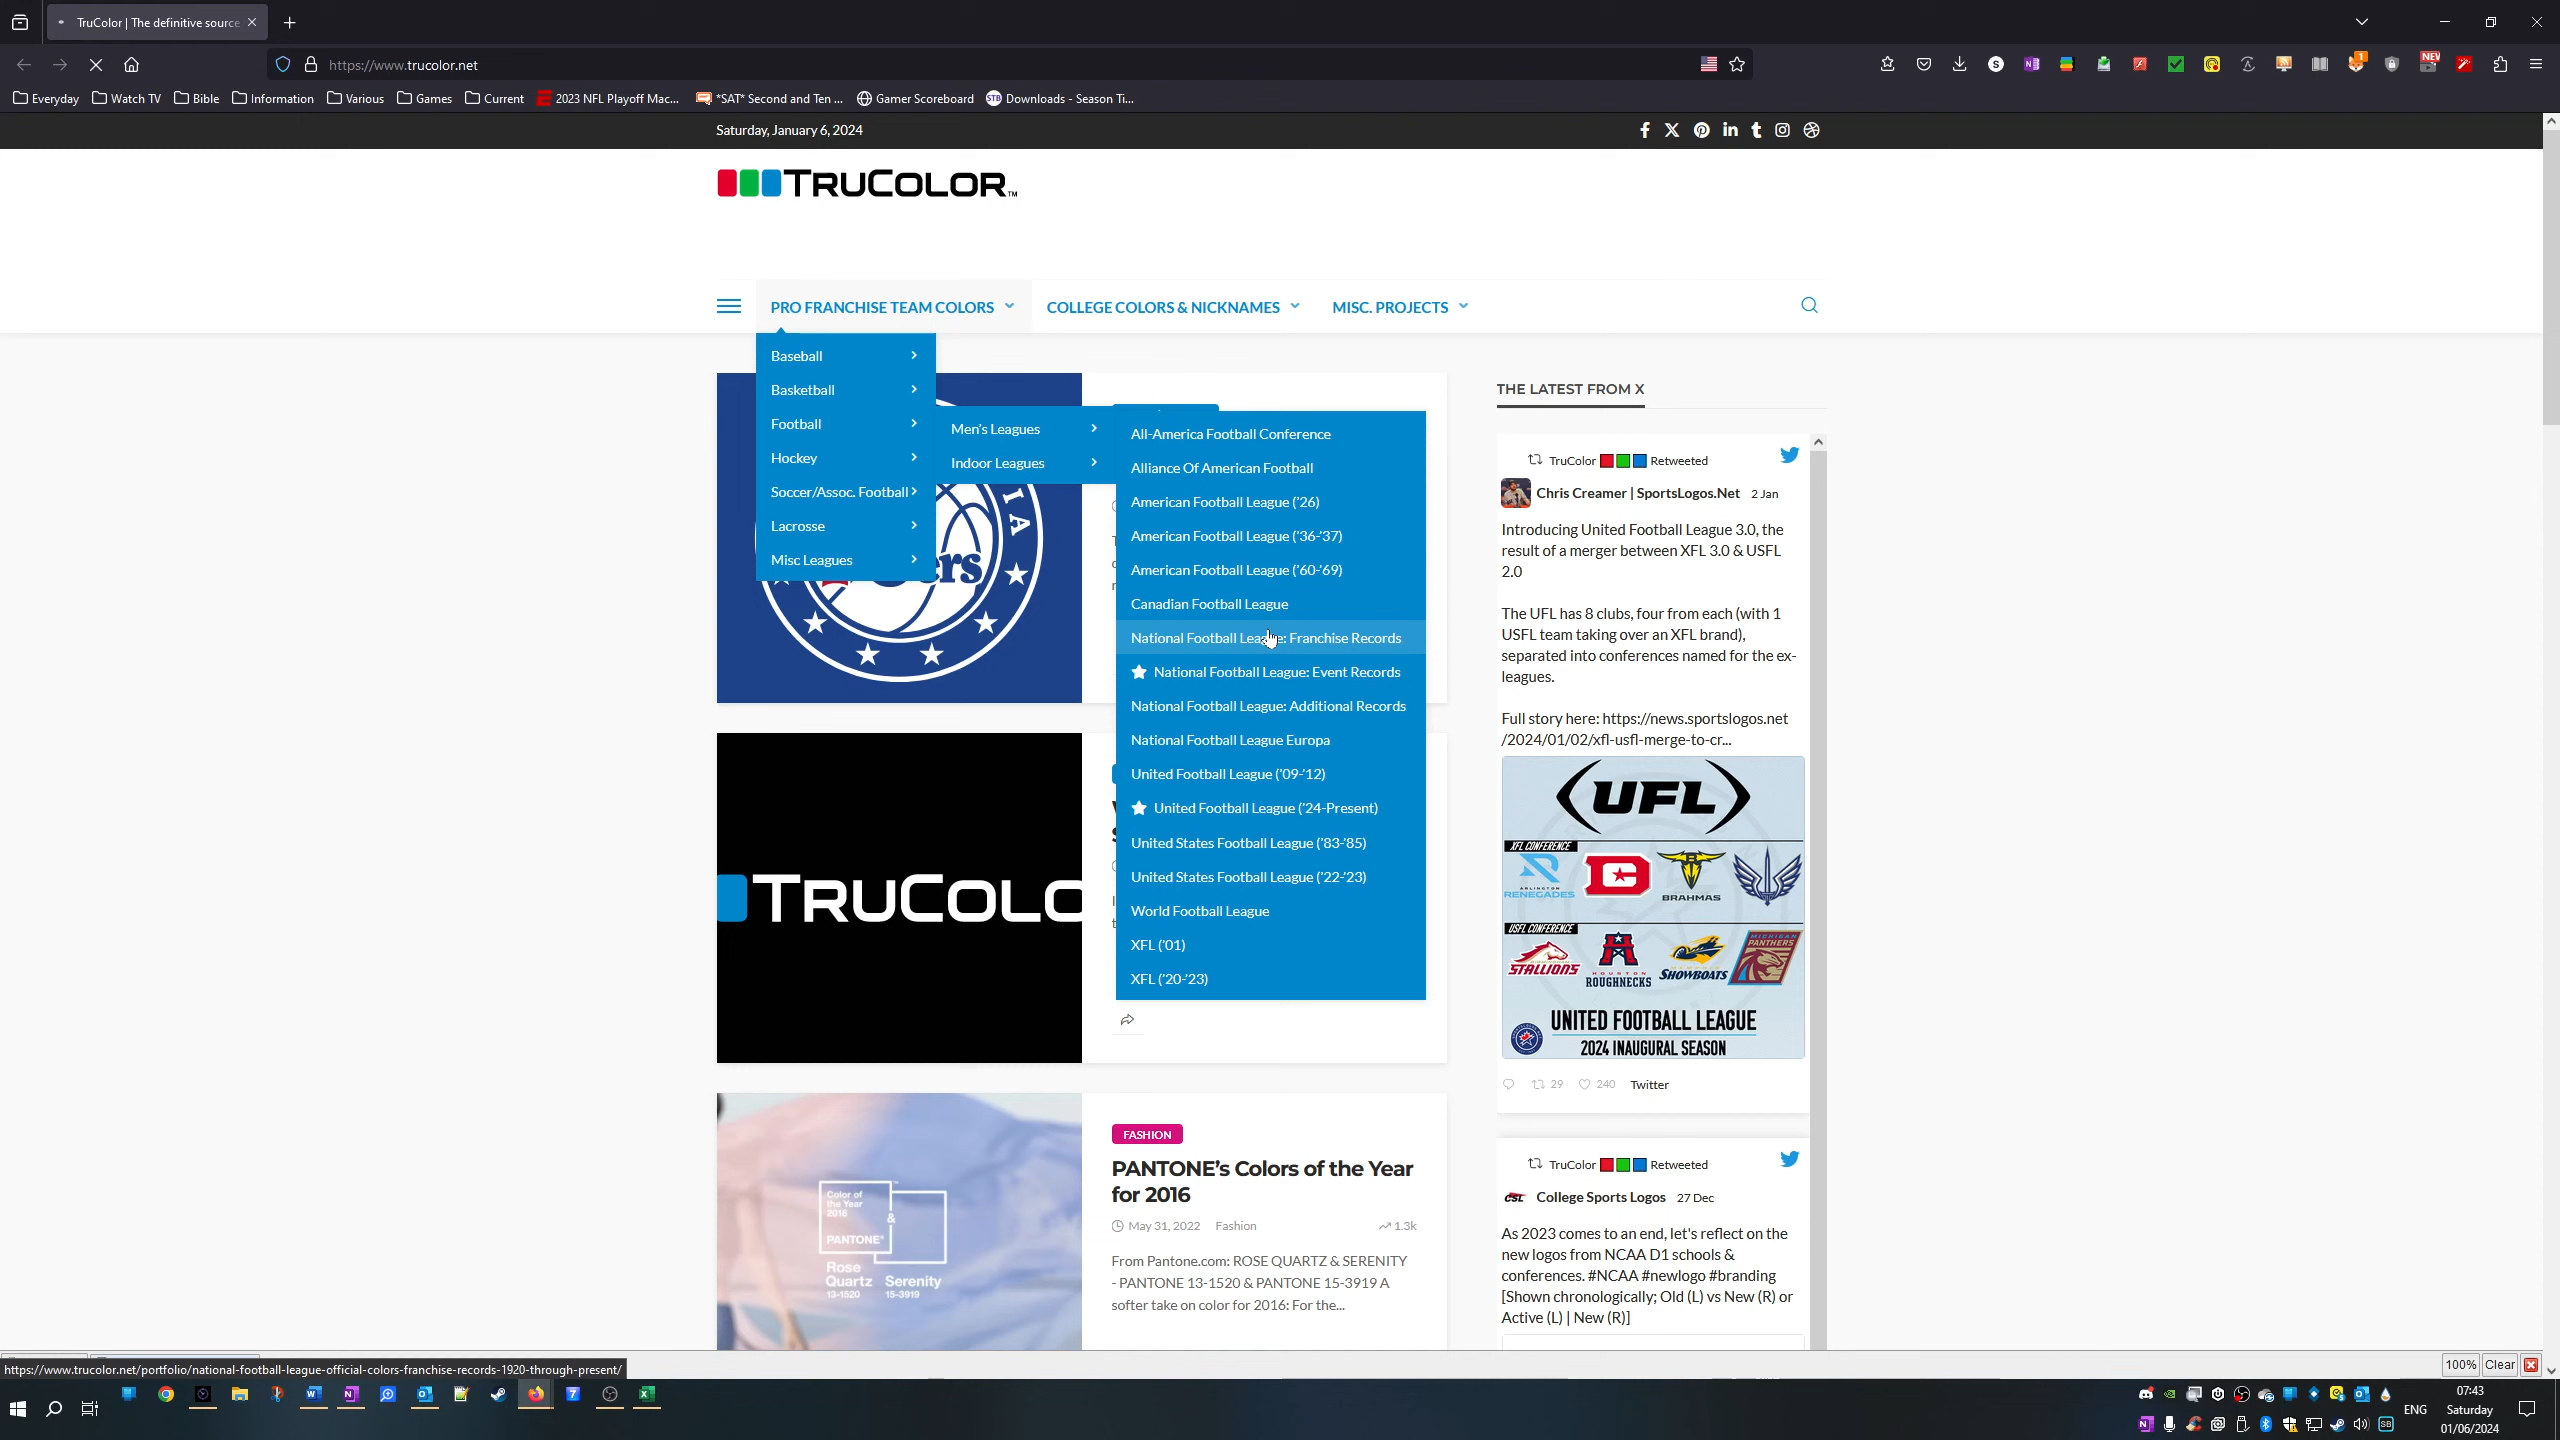 TruColor | The definitive source
https://www.trucolor.net
Everyday Watch TV Bible Information Various Games Current 2023 NFL Playoff Mac... *SAT* Second and Ten ... Gamer Scoreboard Downloads - Season Ti...
NEW
Saturday, January 6, 2024
TRUCOLOR™
PRO FRANCHISE TEAM COLORS COLLEGE COLORS & NICKNAMES MISC. PROJECTS
Baseball
Basketball
Football
Hockey
Soccer/Assoc. Football
Lacrosse
Misc Leagues
Men's Leagues
Indoor Leagues
All-America Football Conference
Alliance Of American Football
American Football League ('26)
American Football League ('36-'37)
American Football League ('60-'69)
Canadian Football League
National Football League: Franchise Records
National Football League: Event Records
National Football League: Additional Records
National Football League Europa
United Football League ('09-'12)
United Football League ('24-Present)
United States Football League ('83-'85)
United States Football League ('22-'23)
World Football League
XFL ('01)
XFL ('20-'23)
TRUCOLO
Color of
the Year
2016
&
PANTONE®
Rose
Quartz
13-1520
Serenity
15-3919
FASHION
PANTONE's Colors of the Year
for 2016
May 31, 2022 Fashion 1.3k
From Pantone.com: ROSE QUARTZ & SERENITY
- PANTONE 13-1520 & PANTONE 15-3919 A
softer take on color for 2016: For the...
THE LATEST FROM X
TruColor Retweeted
Chris Creamer | SportsLogos.Net 2 Jan
Introducing United Football League 3.0, the
result of a merger between XFL 3.0 & USFL
2.0
The UFL has 8 clubs, four from each (with 1
USFL team taking over an XFL brand),
separated into conferences named for the ex-
leagues.
Full story here: https://news.sportslogos.net
/2024/01/02/xfl-usfl-merge-to-cr...
UFL
XFL CONFERENCE
ARLINGTON
RENEGADES
BRAHMAS
USFL CONFERENCE
STALLIONS
HOUSTON
ROUGHNECKS
SHOWBOATS
MICHIGAN
PANTHERS
UNITED FOOTBALL LEAGUE
2024 INAUGURAL SEASON
29 240 Twitter
TruColor Retweeted
CSL College Sports Logos 27 Dec
As 2023 comes to an end, let's reflect on the
new logos from NCAA D1 schools &
conferences. #NCAA #newlogo #branding
[Shown chronologically; Old (L) vs New (R) or
Active (L) | New (R)]
https://www.trucolor.net/portfolio/national-football-league-official-colors-franchise-records-1920-through-present/
100% Clear
ENG
07:43
Saturday
01/06/2024